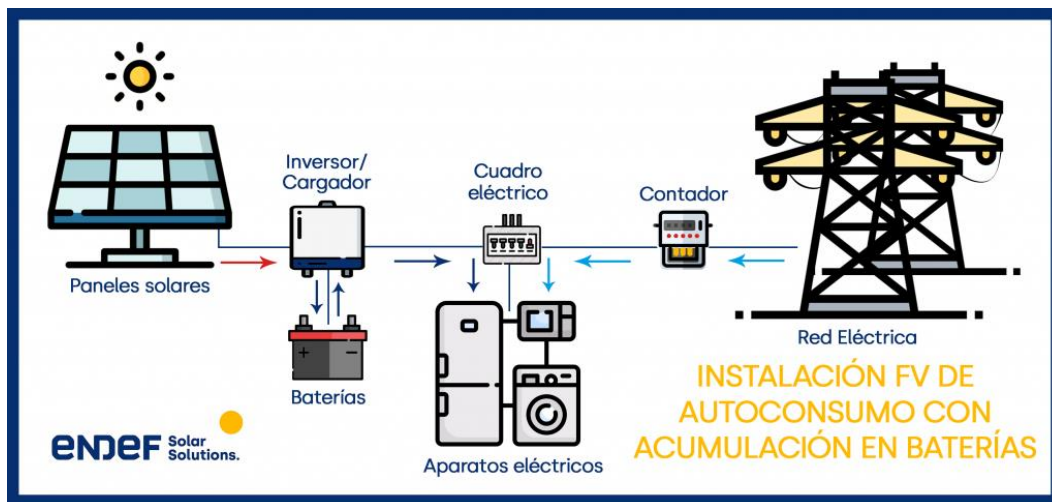 Inversor/
Cargador
Cuadro
eléctrico
Contador
Paneles solares
+ −
Baterías
Aparatos eléctricos
Red Eléctrica
INSTALACIÓN FV DE
AUTOCONSUMO CON
ACUMULACIÓN EN BATERÍAS
ENDEF Solar
Solutions.